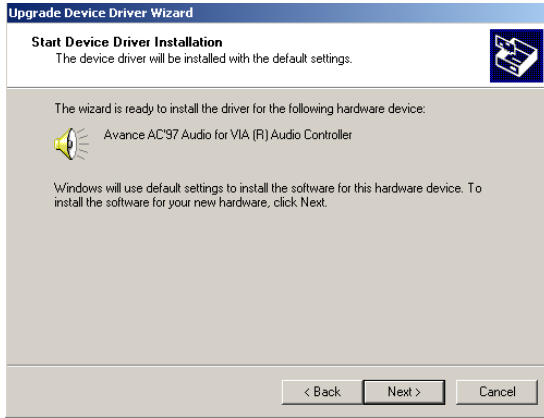 Upgrade Device Driver Wizard
Start Device Driver Installation
The device driver will be installed with the default settings.
The wizard is ready to install the driver for the following hardware device:
Avance AC'97 Audio for VIA (R) Audio Controller
Windows will use default settings to install the software for this hardware device. To
install the software for your new hardware, click Next.
< Back Next > Cancel